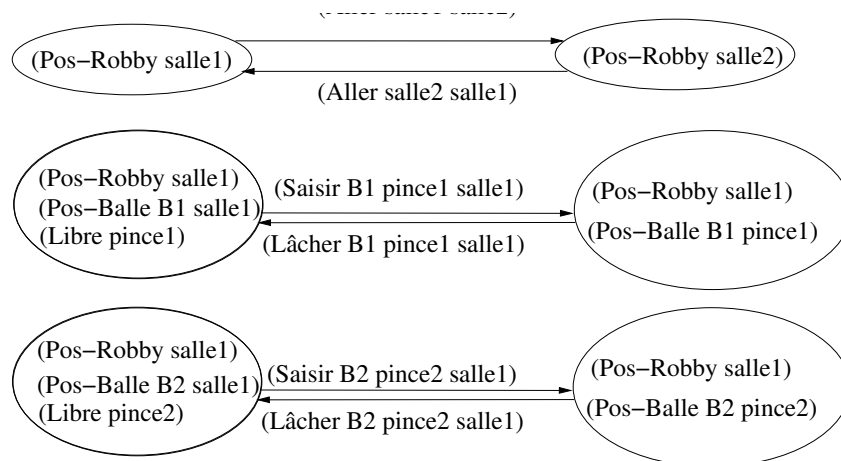 (Pos−Robby salle1)
(Pos−Robby salle2)
(Aller salle2 salle1)
(Pos−Robby salle1)
(Pos−Balle B1 salle1)
(Libre pince1)
(Saisir B1 pince1 salle1)
(Lâcher B1 pince1 salle1)
(Pos−Robby salle1)
(Pos−Balle B1 pince1)
(Pos−Robby salle1)
(Pos−Balle B2 salle1)
(Libre pince2)
(Saisir B2 pince2 salle1)
(Lâcher B2 pince2 salle1)
(Pos−Robby salle1)
(Pos−Balle B2 pince2)